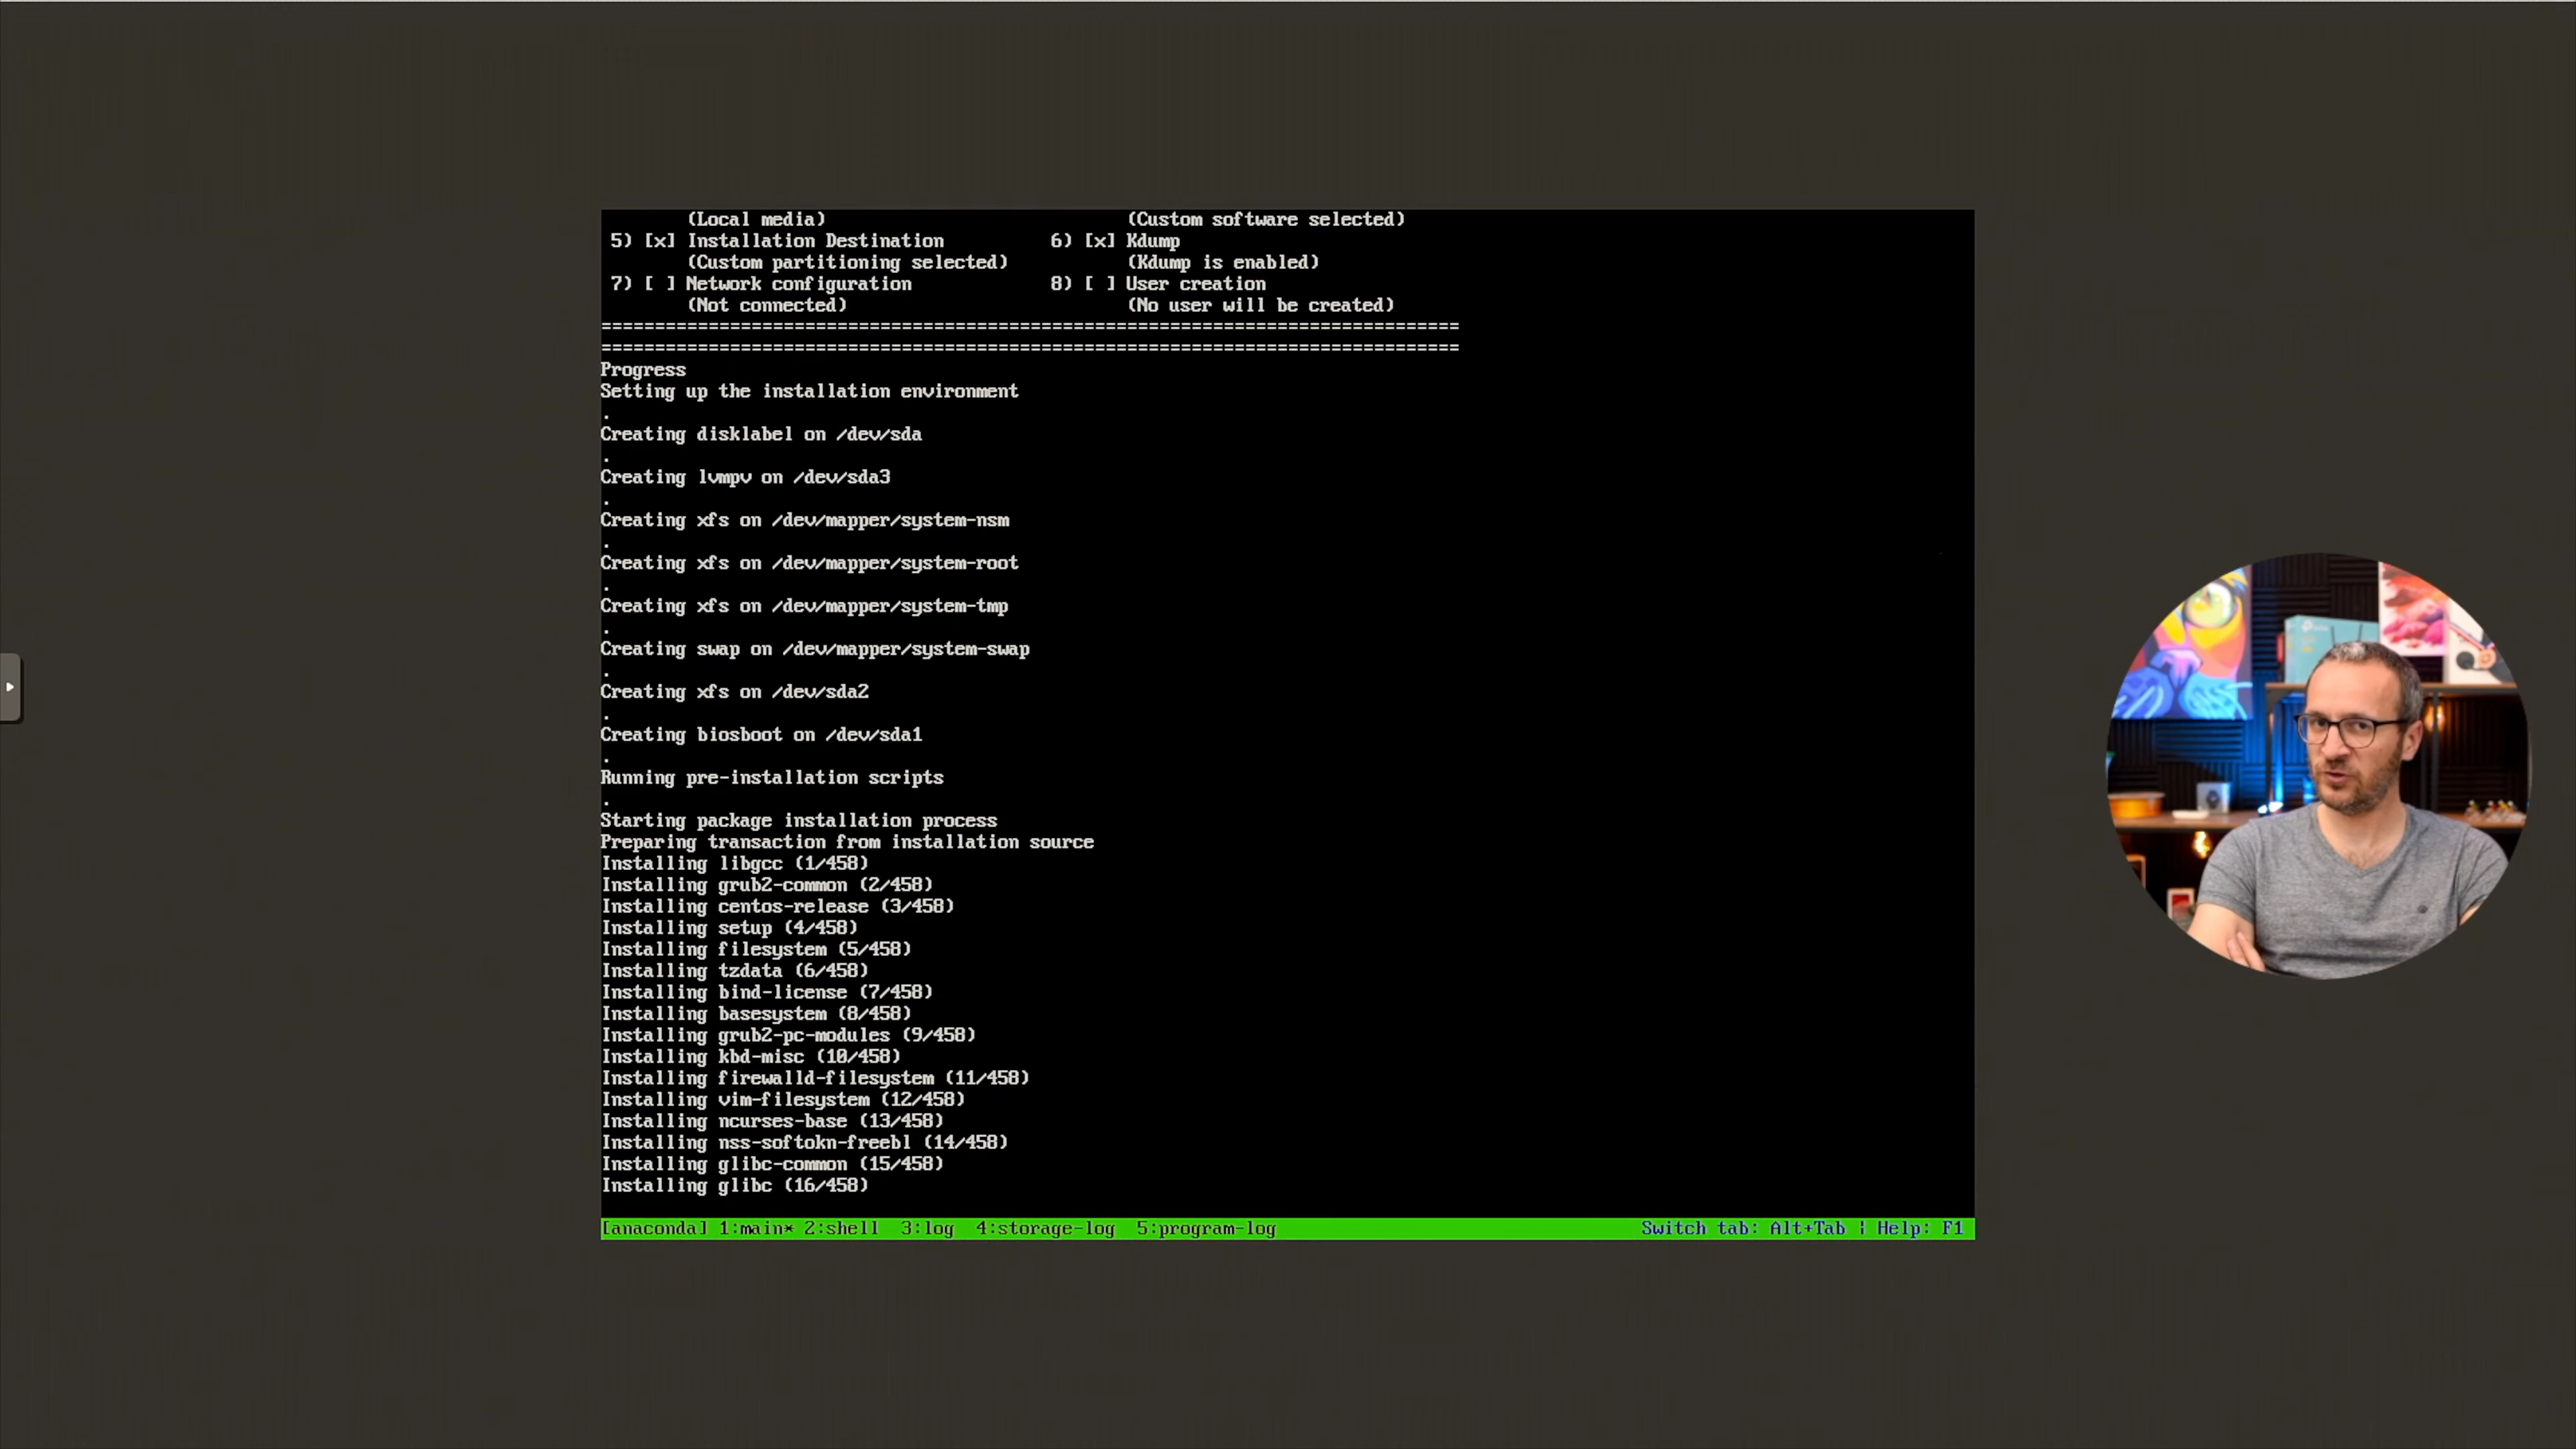 (Local media) (Custom software selected)
5) [x] Installation Destination 6) [x] Kdump
(Custom partitioning selected) (Kdump is enabled)
7) [ ] Network configuration 8) [ ] User creation
(Not connected) (No user will be created)
================================================================================
================================================================================
Progress
Setting up the installation environment
.
Creating disklabel on /dev/sda
.
Creating lvmpv on /dev/sda3
.
Creating xfs on /dev/mapper/system-nsm
.
Creating xfs on /dev/mapper/system-root
.
Creating xfs on /dev/mapper/system-tmp
.
Creating swap on /dev/mapper/system-swap
.
Creating xfs on /dev/sda2
.
Creating biosboot on /dev/sda1
.
Running pre-installation scripts
.
Starting package installation process
Preparing transaction from installation source
Installing libgcc (1/458)
Installing grub2-common (2/458)
Installing centos-release (3/458)
Installing setup (4/458)
Installing filesystem (5/458)
Installing tzdata (6/458)
Installing bind-license (7/458)
Installing basesystem (8/458)
Installing grub2-pc-modules (9/458)
Installing kbd-misc (10/458)
Installing firewalld-filesystem (11/458)
Installing vim-filesystem (12/458)
Installing ncurses-base (13/458)
Installing nss-softokn-freebl (14/458)
Installing glibc-common (15/458)
Installing glibc (16/458)
[anaconda] 1:main* 2:shell 3:log 4:storage-log 5:program-log Switch tab: Alt+Tab | Help: F1